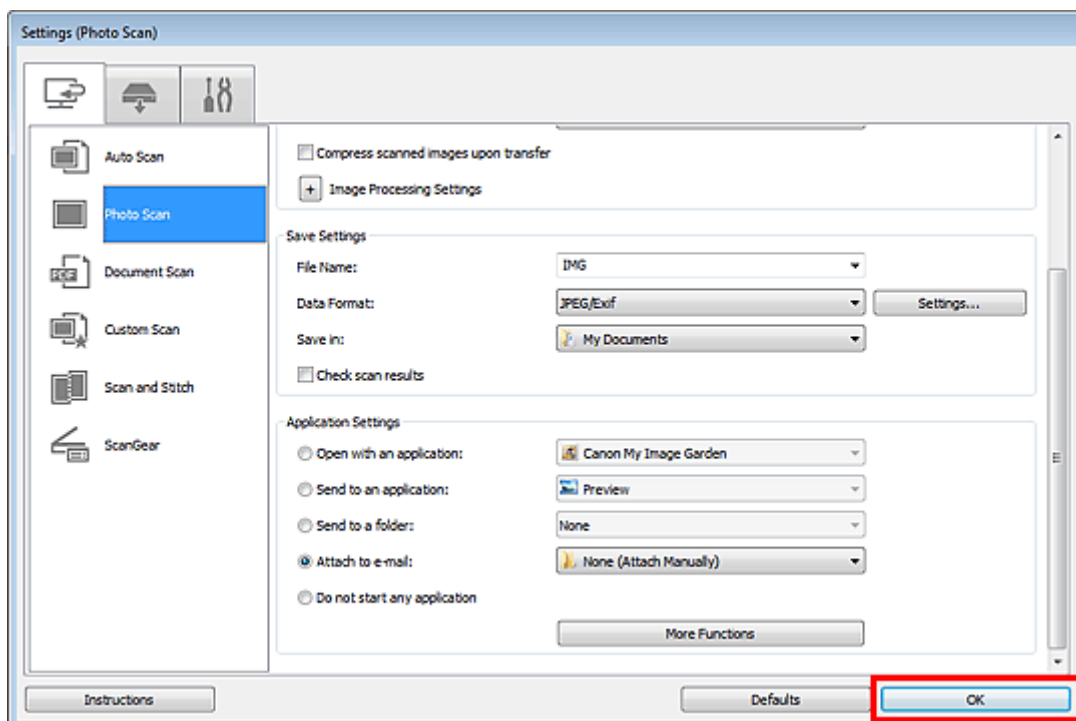 Settings (Photo Scan)
Auto Scan
Photo Scan
Document Scan
Custom Scan
Scan and Stitch
ScanGear
Compress scanned images upon transfer
+ Image Processing Settings
Save Settings
File Name: IMG
Data Format: JPEG/Exif Settings...
Save in: My Documents
Check scan results
Application Settings
Open with an application: Canon My Image Garden
Send to an application: Preview
Send to a folder: None
Attach to e-mail: None (Attach Manually)
Do not start any application
More Functions
Instructions Defaults OK